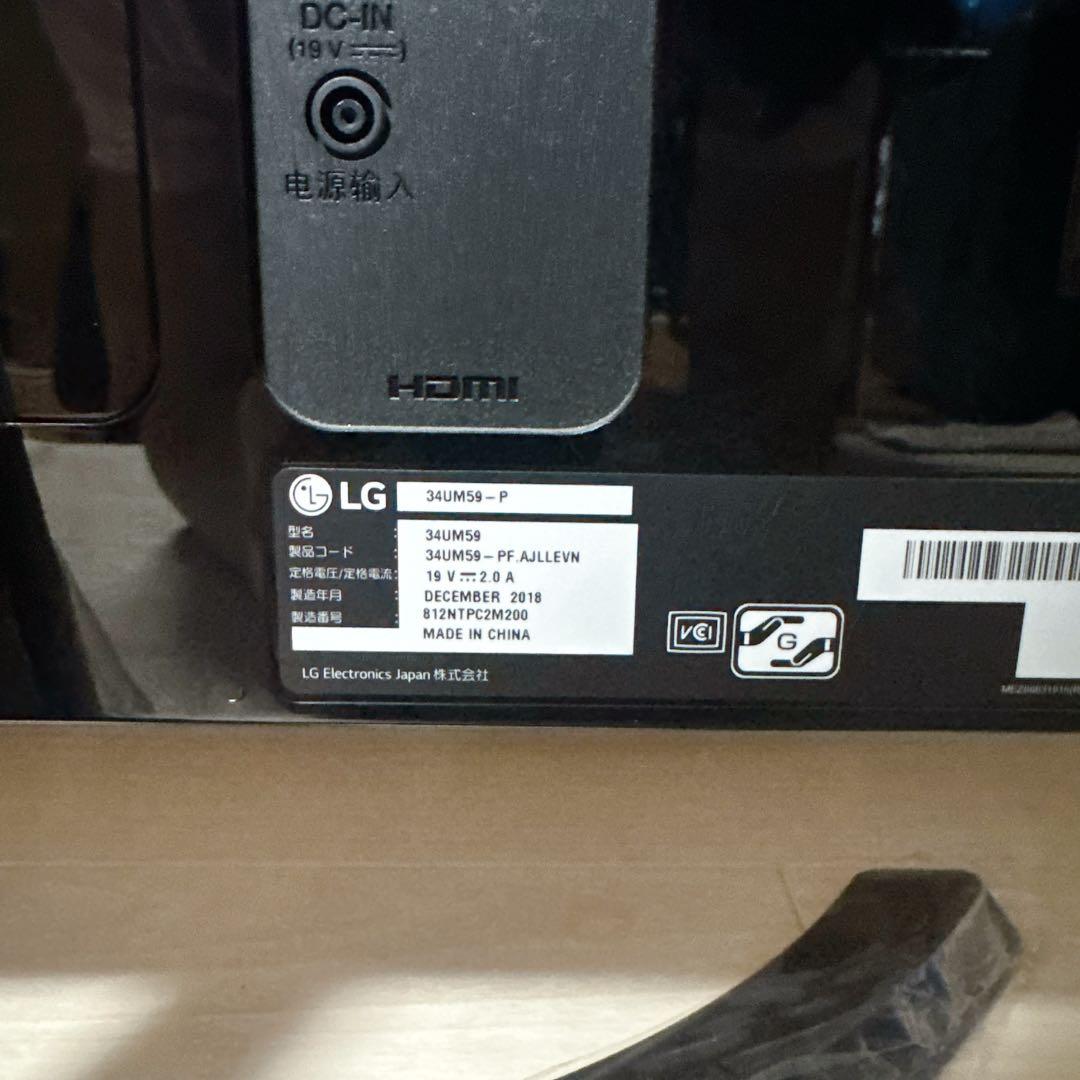 DC-IN
(19 V ⎓)
电源输入
HDMI
LG 34UM59-P
型名 : 34UM59
製品コード : 34UM59-PF.AJLLEVN
定格電圧/定格電流: 19 V ⎓ 2.0 A
製造年月 : DECEMBER 2018
製造番号 : 812NTPC2M200
MADE IN CHINA
VCI G
LG Electronics Japan 株式会社